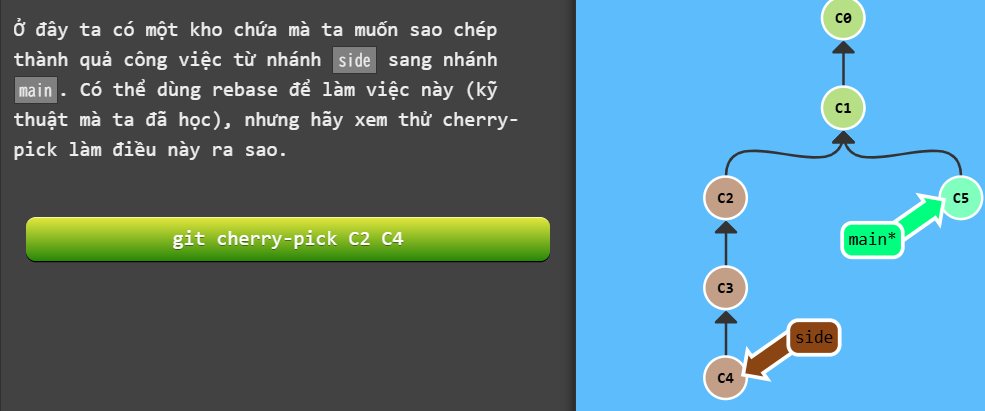 Ở đây ta có một kho chứa mà ta muốn sao chép
thành quả công việc từ nhánh side sang nhánh
main. Có thể dùng rebase để làm việc này (kỹ
thuật mà ta đã học), nhưng hãy xem thử cherry-
pick làm điều này ra sao.
git cherry-pick C2 C4
C0
C1
C2
C5
main*
C3
side
C4